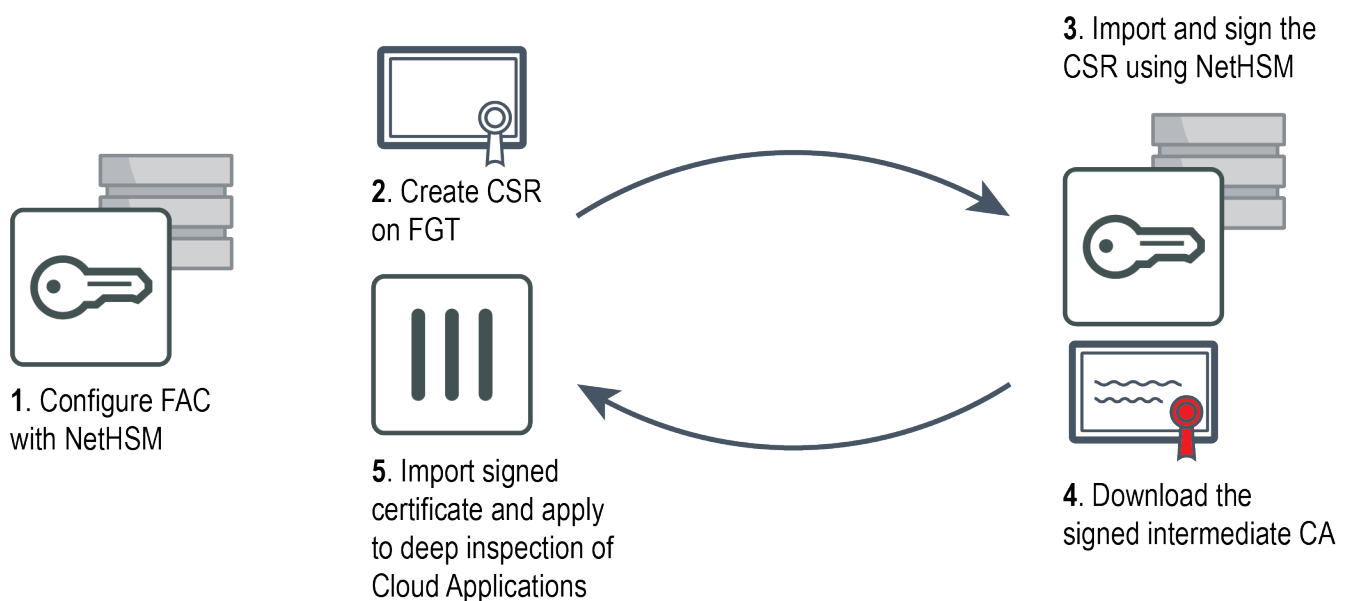 1. Configure FAC
with NetHSM
2. Create CSR
on FGT
3. Import and sign the
CSR using NetHSM
4. Download the
signed intermediate CA
5. Import signed
certificate and apply
to deep inspection of
Cloud Applications